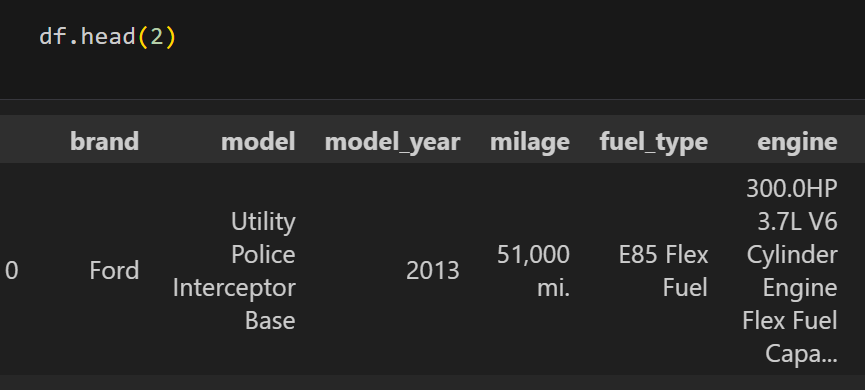 df.head(2)
brand model model_year milage fuel_type engine
0 Ford Utility Police Interceptor Base 2013 51,000 mi. E85 Flex Fuel 300.0HP 3.7L V6 Cylinder Engine Flex Fuel Capa...